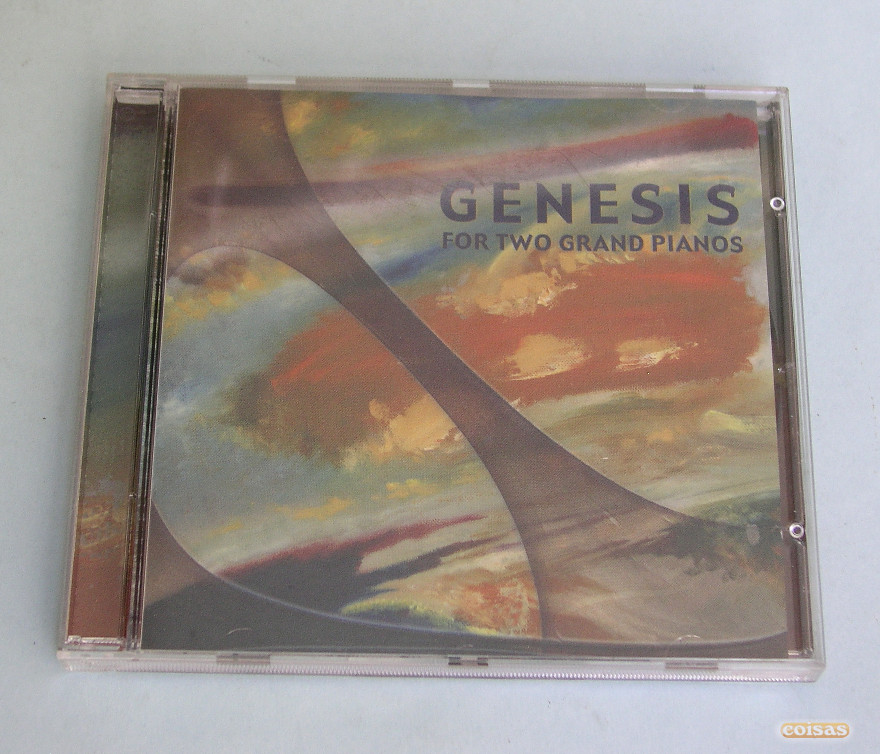 GENESIS
FOR TWO GRAND PIANOS
coisas